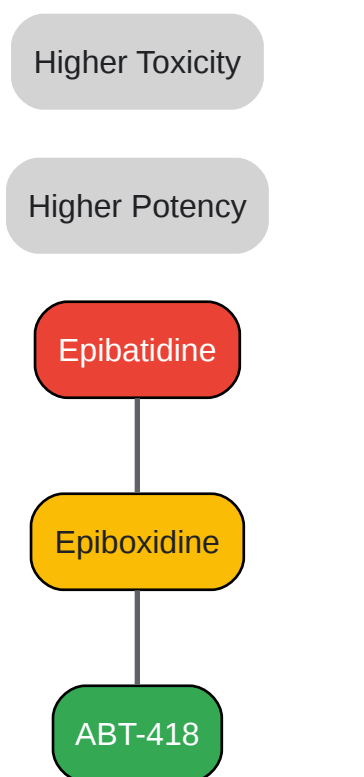 Higher Toxicity
Higher Potency
Epibatidine
Epiboxidine
ABT-418